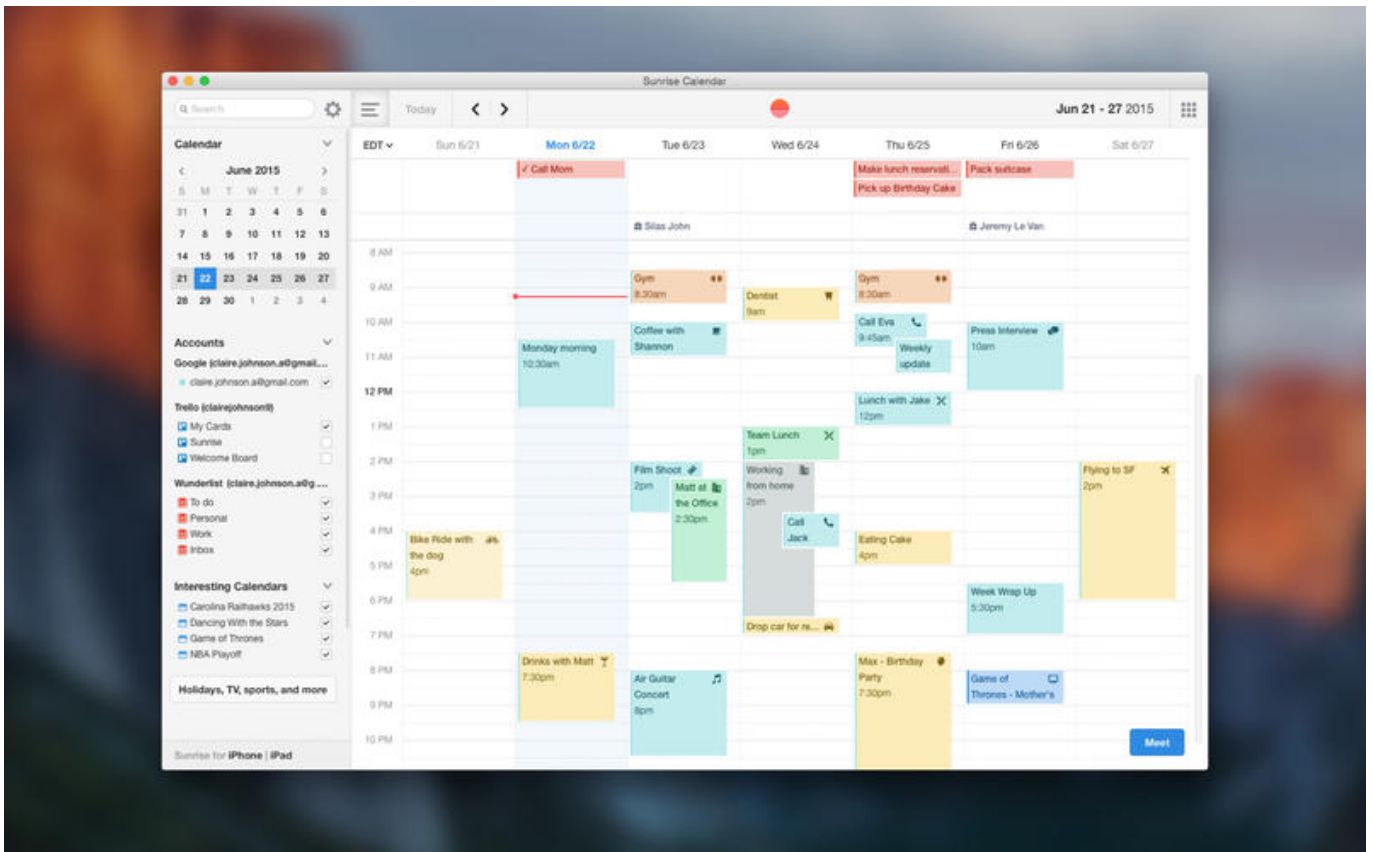 Sunrise Calendar
Search
Today
Jun 21 - 27 2015
Calendar
June 2015
S M T W T F S
31 1 2 3 4 5 6
7 8 9 10 11 12 13
14 15 16 17 18 19 20
21 22 23 24 25 26 27
28 29 30 1 2 3 4
Accounts
Google (claire.johnson.a@gmail....
claire.johnson.a@gmail.com
Trello (clairejohnson9)
My Cards
Sunrise
Welcome Board
Wunderlist (claire.johnson.a@g....
To do
Personal
Work
Inbox
Interesting Calendars
Carolina Railhawks 2015
Dancing With the Stars
Game of Thrones
NBA Playoff
Holidays, TV, sports, and more
Sunrise for iPhone | iPad
EDT Sun 6/21 Mon 6/22 Tue 6/23 Wed 6/24 Thu 6/25 Fri 6/26 Sat 6/27
✓ Call Mom
Make lunch reservati...
Pack suitcase
Pick up Birthday Cake
Silas John
Jeremy Le Van
8 AM
9 AM
10 AM
11 AM
12 PM
1 PM
2 PM
3 PM
4 PM
5 PM
6 PM
7 PM
8 PM
9 PM
10 PM
Bike Ride with
the dog
4pm
Monday morning
10:30am
Drinks with Matt
7:30pm
Gym
8:30am
Coffee with
Shannon
Film Shoot
2pm
Matt at
the Office
2:30pm
Air Guitar
Concert
8pm
Dentist
9am
Team Lunch
1pm
Working
from home
2pm
Call
Jack
Drop car for re...
Gym
8:30am
Call Eva
9:45am
Weekly
update
Lunch with Jake
12pm
Eating Cake
4pm
Max - Birthday
Party
7:30pm
Press Interview
10am
Week Wrap Up
5:30pm
Game of
Thrones - Mother's
Flying to SF
2pm
Meet